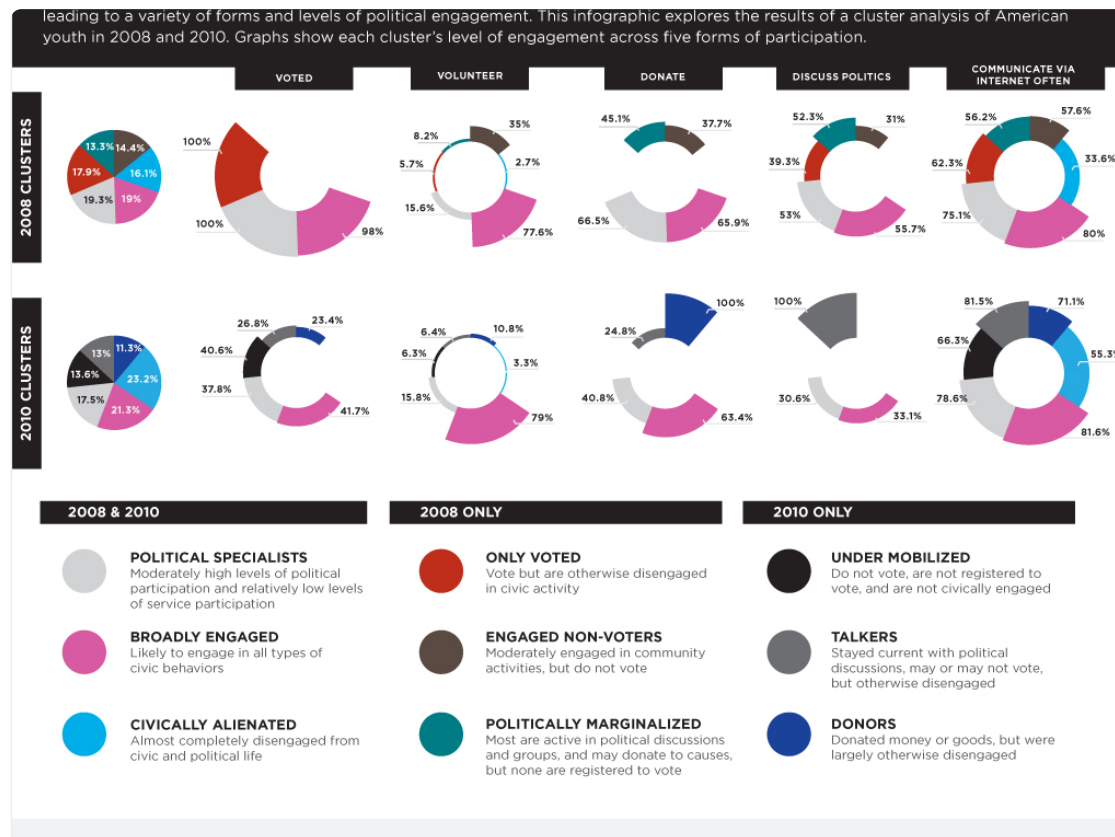 leading to a variety of forms and levels of political engagement. This infographic explores the results of a cluster analysis of American
youth in 2008 and 2010. Graphs show each cluster's level of engagement across five forms of participation.
VOTED
VOLUNTEER
DONATE
DISCUSS POLITICS
COMMUNICATE VIA
INTERNET OFTEN
2008 CLUSTERS
13.3%
14.4%
17.9%
16.1%
19.3%
19%
100%
100%
98%
8.2%
35%
5.7%
2.7%
15.6%
77.6%
45.1%
37.7%
66.5%
65.9%
52.3%
31%
39.3%
53%
55.7%
56.2%
57.6%
62.3%
33.6%
75.1%
80%
2010 CLUSTERS
13%
11.3%
13.6%
23.2%
17.5%
21.3%
26.8%
23.4%
40.6%
37.8%
41.7%
6.4%
10.8%
6.3%
3.3%
15.8%
79%
24.8%
100%
40.8%
63.4%
100%
30.6%
33.1%
81.5%
71.1%
66.3%
55.3%
78.6%
81.6%
2008 & 2010
POLITICAL SPECIALISTS
Moderately high levels of political
participation and relatively low levels
of service participation
BROADLY ENGAGED
Likely to engage in all types of
civic behaviors
CIVICALLY ALIENATED
Almost completely disengaged from
civic and political life
2008 ONLY
ONLY VOTED
Vote but are otherwise disengaged
in civic activity
ENGAGED NON-VOTERS
Moderately engaged in community
activities, but do not vote
POLITICALLY MARGINALIZED
Most are active in political discussions
and groups, and may donate to causes,
but none are registered to vote
2010 ONLY
UNDER MOBILIZED
Do not vote, are not registered to
vote, and are not civically engaged
TALKERS
Stayed current with political
discussions, may or may not vote,
but otherwise disengaged
DONORS
Donated money or goods, but were
largely otherwise disengaged